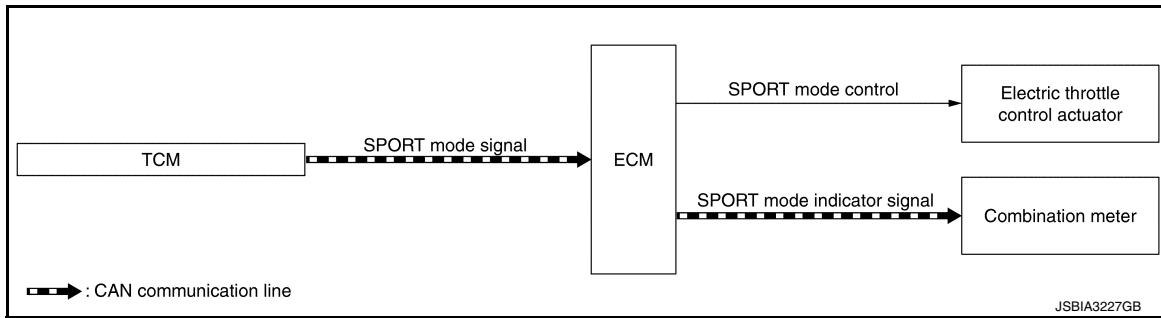 TCM
SPORT mode signal
ECM
SPORT mode control
Electric throttle
control actuator
SPORT mode indicator signal
Combination meter
: CAN communication line
JSBIA3227GB